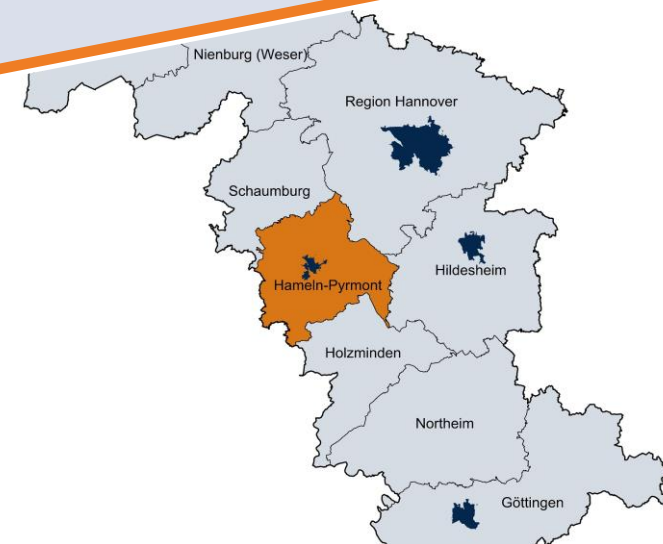 Nienburg (Weser)
Region Hannover
Schaumburg
Hildesheim
Hameln-Pyrmont
Holzminden
Northeim
Göttingen